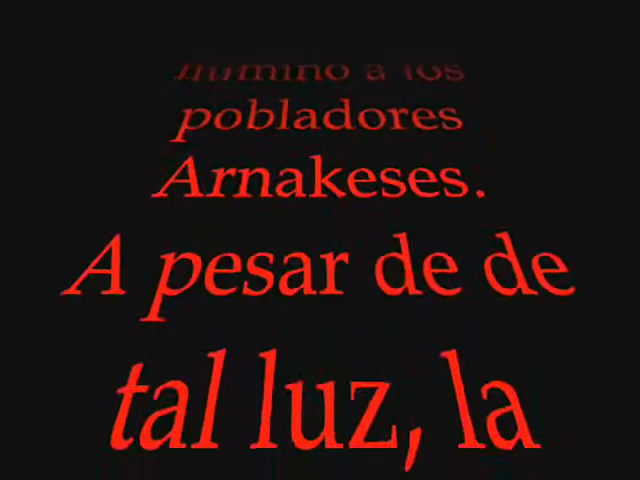 a los
pobladores
Arnakeses.
A pesar de de
tal luz, la